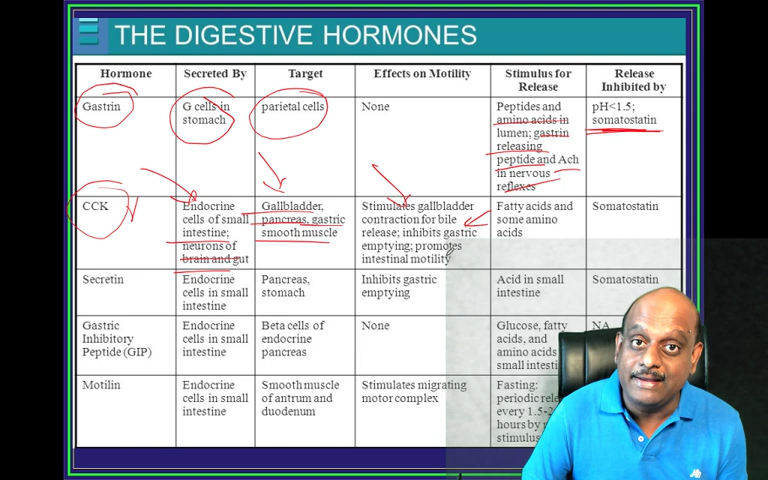 THE DIGESTIVE HORMONES
Hormone Secreted By Target Effects on Motility Stimulus for Release Release Inhibited by
Gastrin
G cells in
stomach
parietal cells
None
Peptides and
amino acids in
lumen; gastrin
releasing
peptide and Ach
in nervous
reflexes
pH<1.5;
somatostatin
CCK
Endocrine
cells of small
intestine;
neurons of
brain and gut
Gallbladder,
pancreas, gastric
smooth muscle
Stimulates gallbladder
contraction for bile
release; inhibits gastric
emptying; promotes
intestinal motility
Fatty acids and
some amino
acids
Somatostatin
Secretin
Endocrine
cells in small
intestine
Pancreas,
stomach
Inhibits gastric
emptying
Acid in small
intestine
Somatostatin
Gastric
Inhibitory
Peptide (GIP)
Endocrine
cells in small
intestine
Beta cells of
endocrine
pancreas
None
Glucose, fatty
acids, and
amino acids
small
NA
Motilin
Endocrine
cells in small
intestine
Smooth muscle
of antrum and
duodenum
Stimulates migrating
motor complex
Fasting:
periodic
every 1.5-2
hours by
stimulus